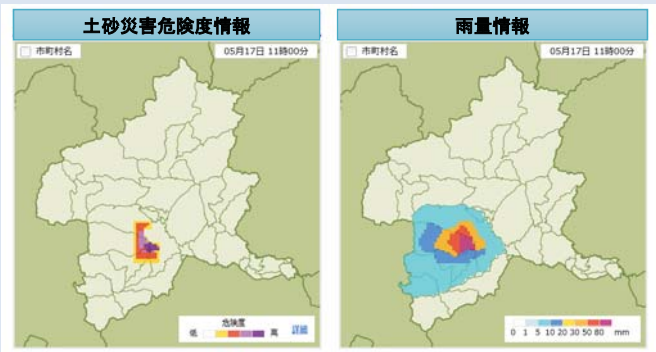 土砂災害危険度情報
雨量情報
市町村名
05月17日 11時00分
市町村名
05月17日 11時00分
危険度
低
高
詳細
0 1 5 10 20 30 50 80 mm